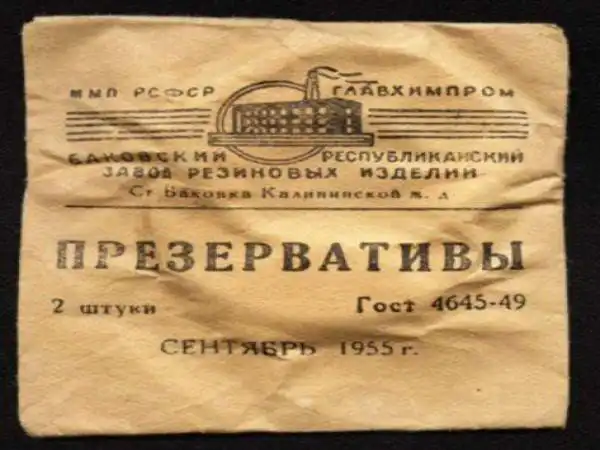 ММП РСФСР ГЛАВХИМПРОМ
БАКОВСКИЙ РЕСПУБЛИКАНСКИЙ
ЗАВОД РЕЗИНОВЫХ ИЗДЕЛИЙ
Ст Баковка Калининской ж. д
ПРЕЗЕРВАТИВЫ
2 штуки Гост 4645-49
СЕНТЯБРЬ 1955 г.